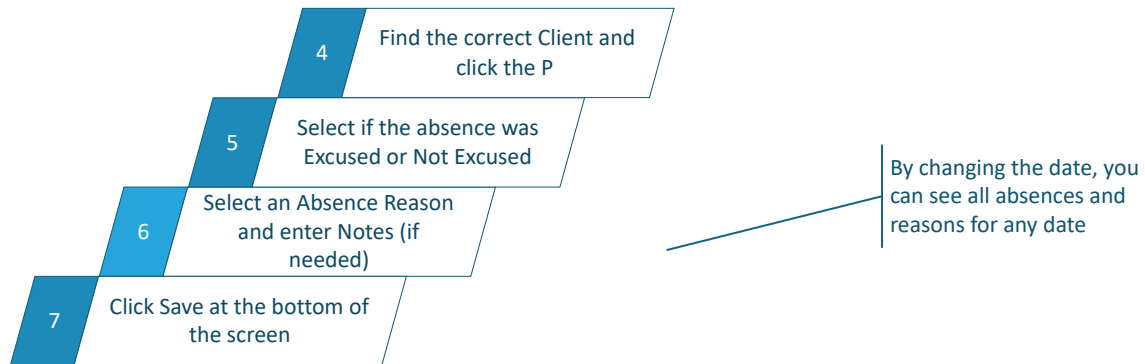 4
Find the correct Client and
click the P
5
Select if the absence was
Excused or Not Excused
6
Select an Absence Reason
and enter Notes (if
needed)
7
Click Save at the bottom of
the screen
By changing the date, you
can see all absences and
reasons for any date